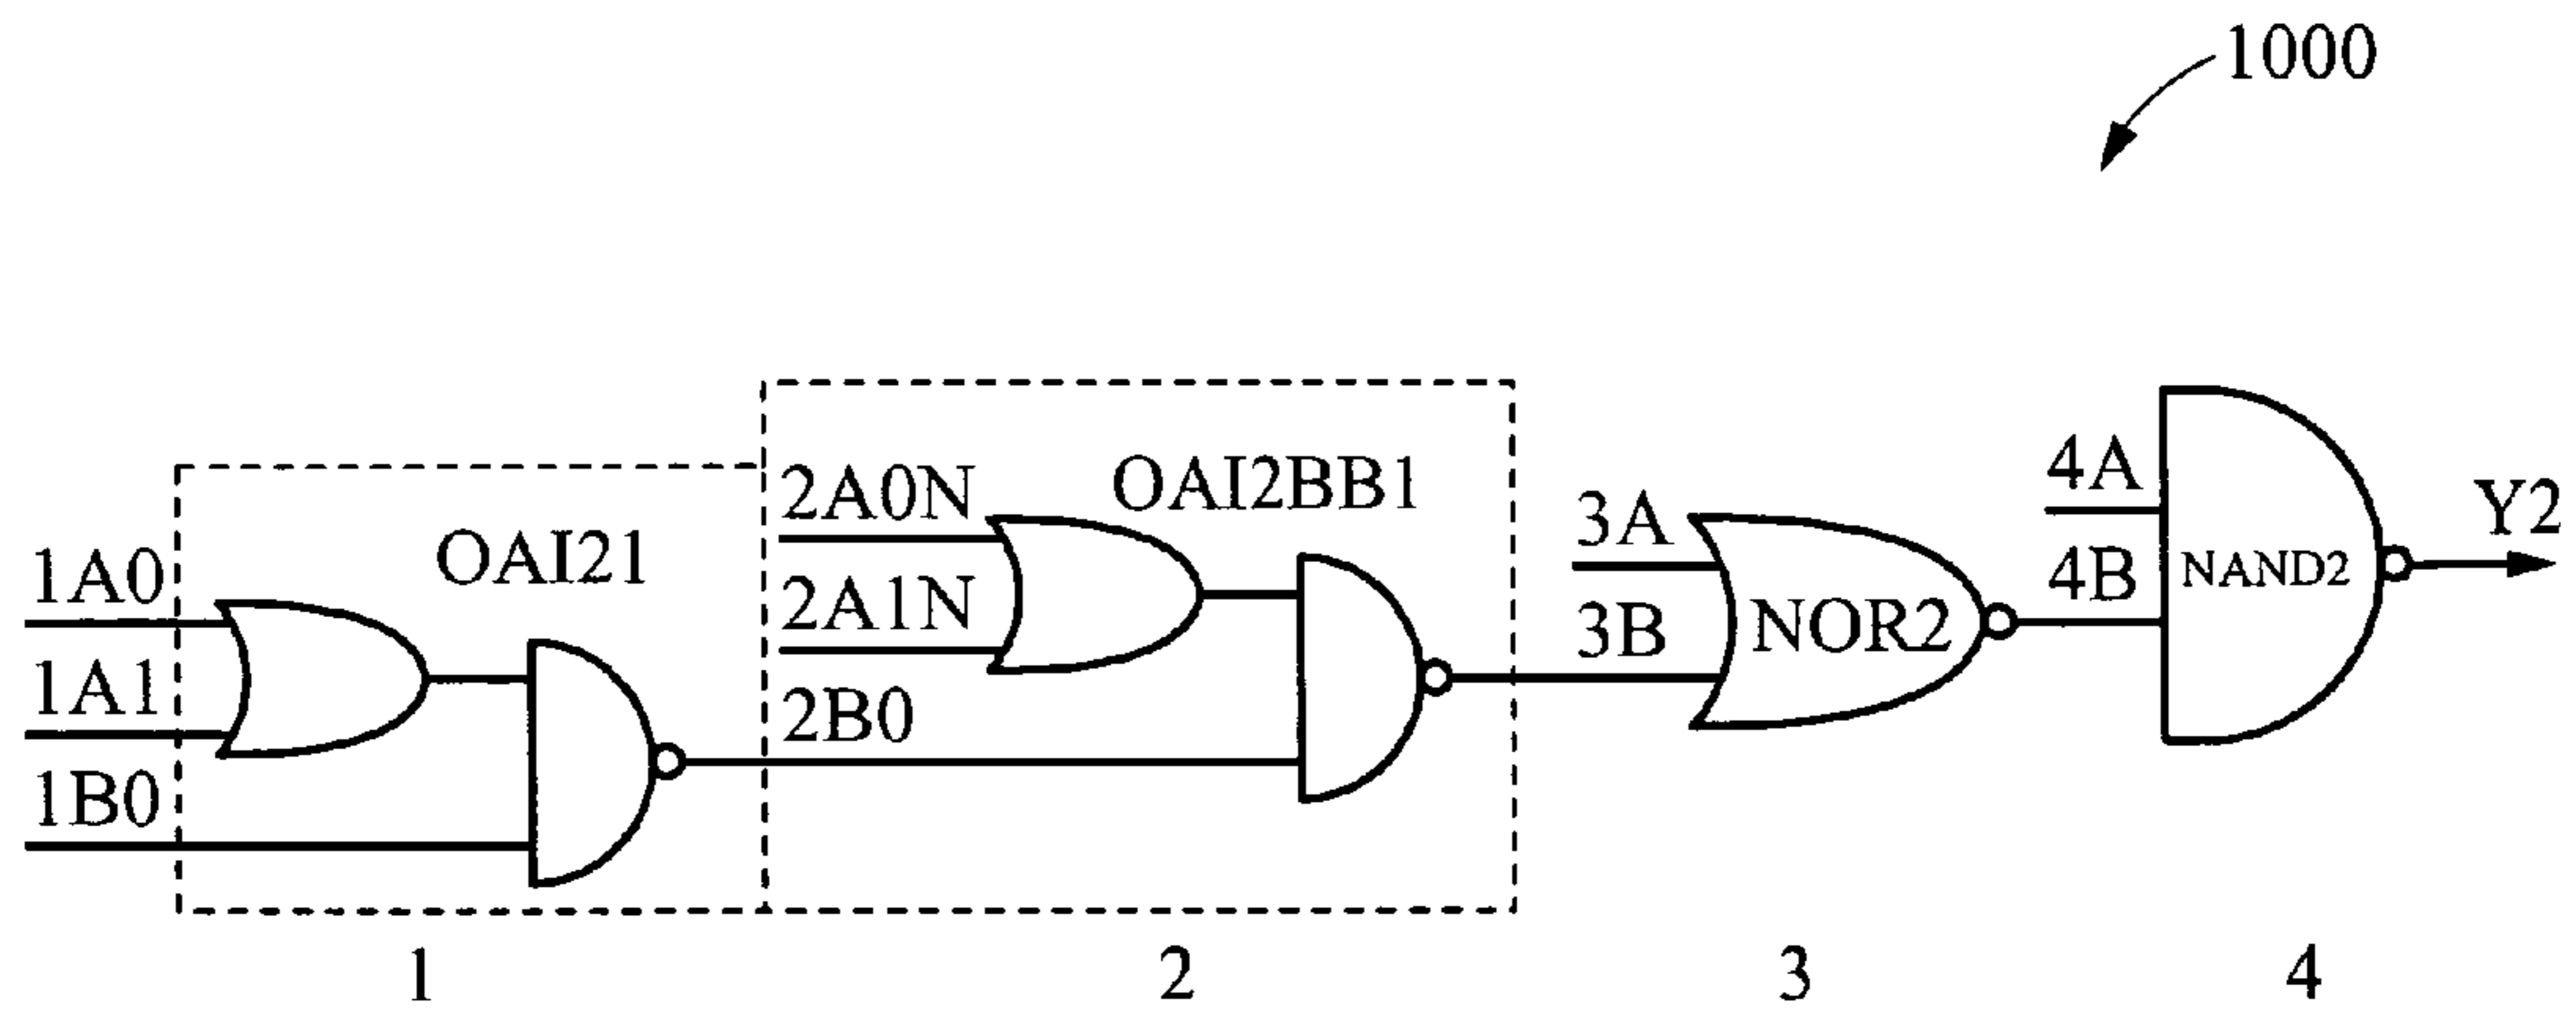 1000
OAI21
1A0
1A1
1B0
OAI2BB1
2A0N
2A1N
2B0
3A
3B
NOR2
4A
4B
NAND2
Y2
1
2
3
4